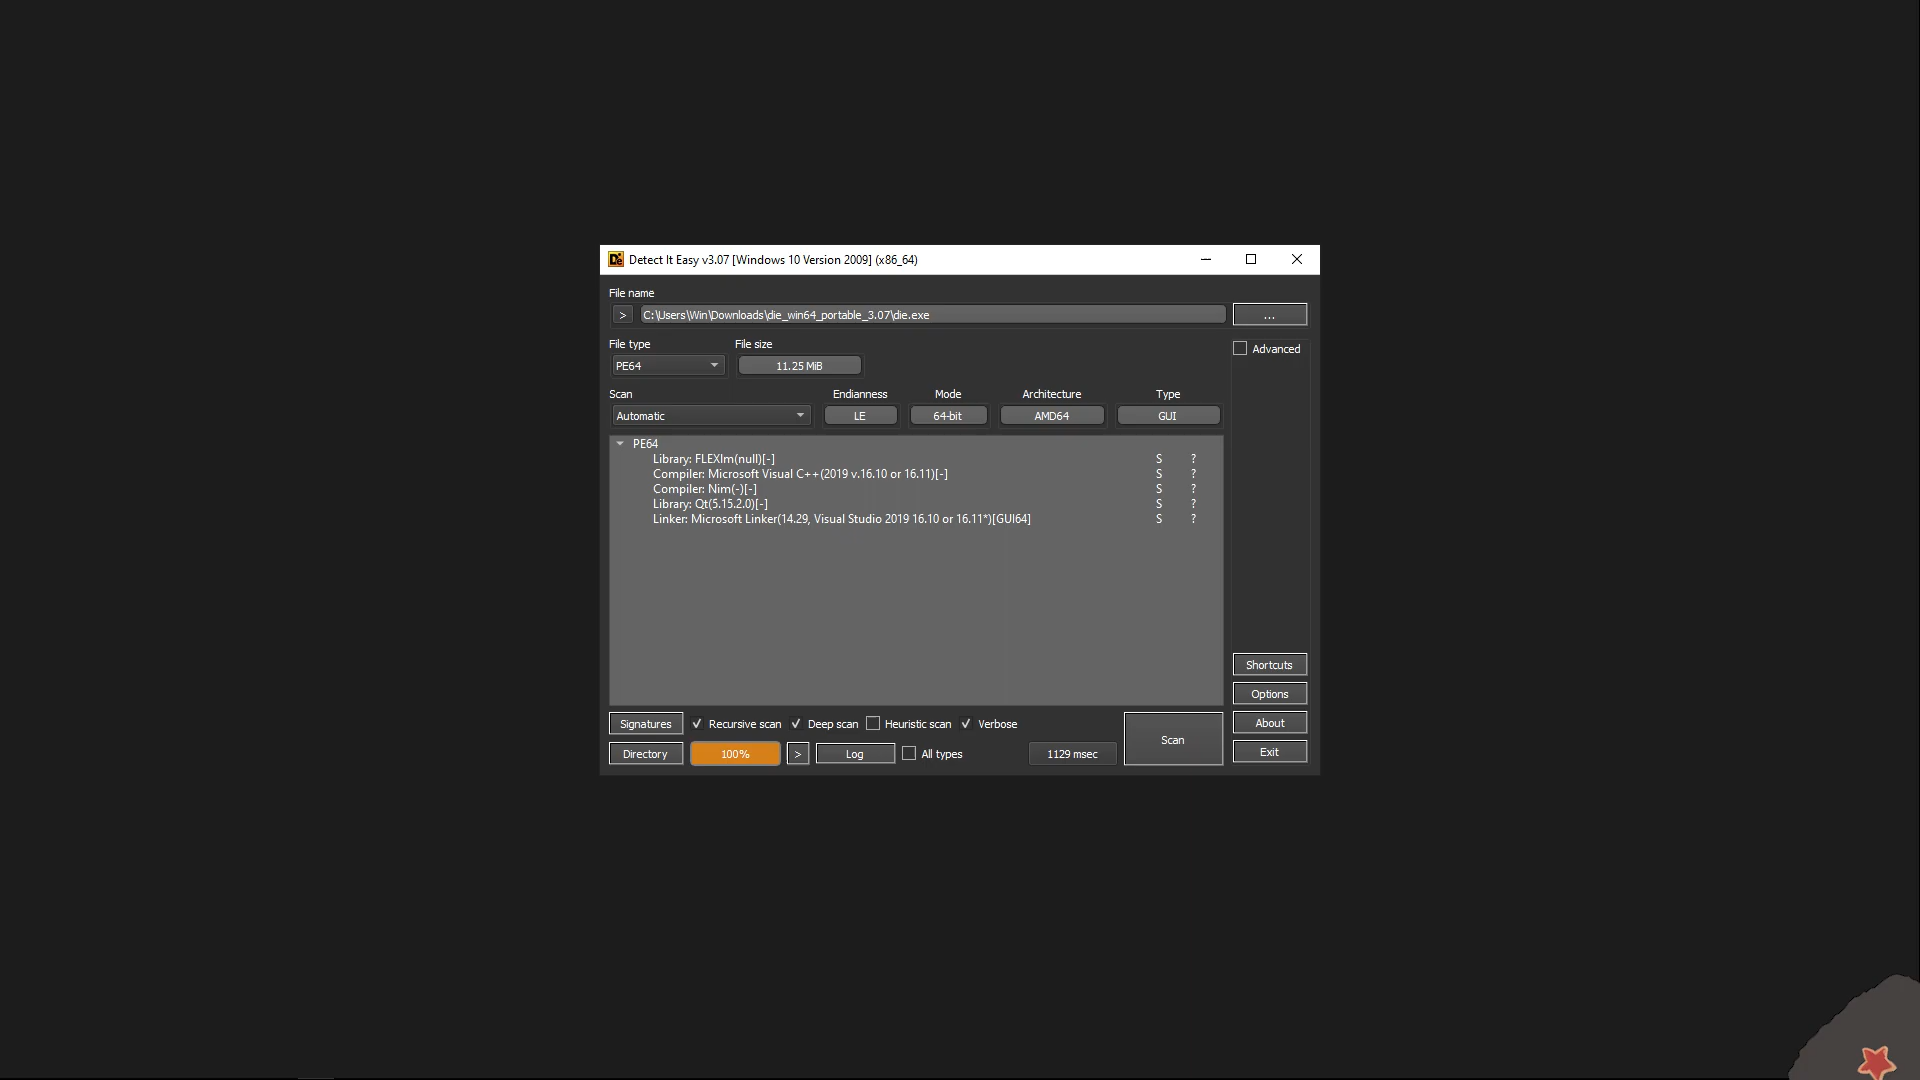 Detect It Easy v3.07 [Windows 10 Version 2009] (x86_64)
File name
> C:\Users\Win\Downloads\die_win64_portable_3.07\die.exe ...
File type File size
PE64 11.25 MiB Advanced
Scan Endianness Mode Architecture Type
Automatic LE 64-bit AMD64 GUI
PE64
Library: FLEXlm(null)[-] S ?
Compiler: Microsoft Visual C++(2019 v.16.10 or 16.11)[-] S ?
Compiler: Nim(-)[-] S ?
Library: Qt(5.15.2.0)[-] S ?
Linker: Microsoft Linker(14.29, Visual Studio 2019 16.10 or 16.11*)[GUI64] S ?
Shortcuts
Options
Signatures Recursive scan Deep scan Heuristic scan Verbose Scan About
Directory 100% > Log All types 1129 msec Exit